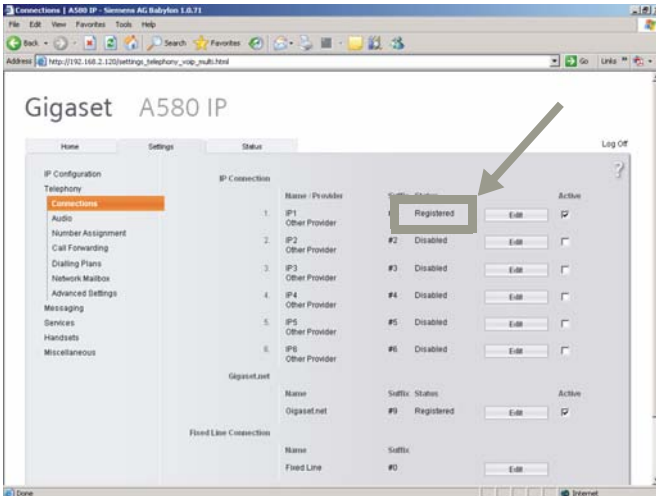 Connections | A580 IP - Siemens AG Babylon 1.0.71
File Edit View Favorites Tools Help
Back Search Favorites
Address http://192.168.2.120/settings_telephony_voip_multi.html Go Links
Gigaset A580 IP
Home Settings Status Log Off
IP Configuration
Telephony
Connections
Audio
Number Assignment
Call Forwarding
Dialling Plans
Network Mailbox
Advanced Settings
Messaging
Services
Handsets
Miscellaneous
?
IP Connection
Name / Provider Suffix Status Active
1. IP1 Registered Edit
Other Provider
2. IP2 #2 Disabled Edit
Other Provider
3. IP3 #3 Disabled Edit
Other Provider
4. IP4 #4 Disabled Edit
Other Provider
5. IP5 #5 Disabled Edit
Other Provider
6. IP6 #6 Disabled Edit
Other Provider
Gigaset.net
Name Suffix Status Active
Gigaset.net #9 Registered Edit
Fixed Line Connection
Name Suffix
Fixed Line #0 Edit
Done Internet